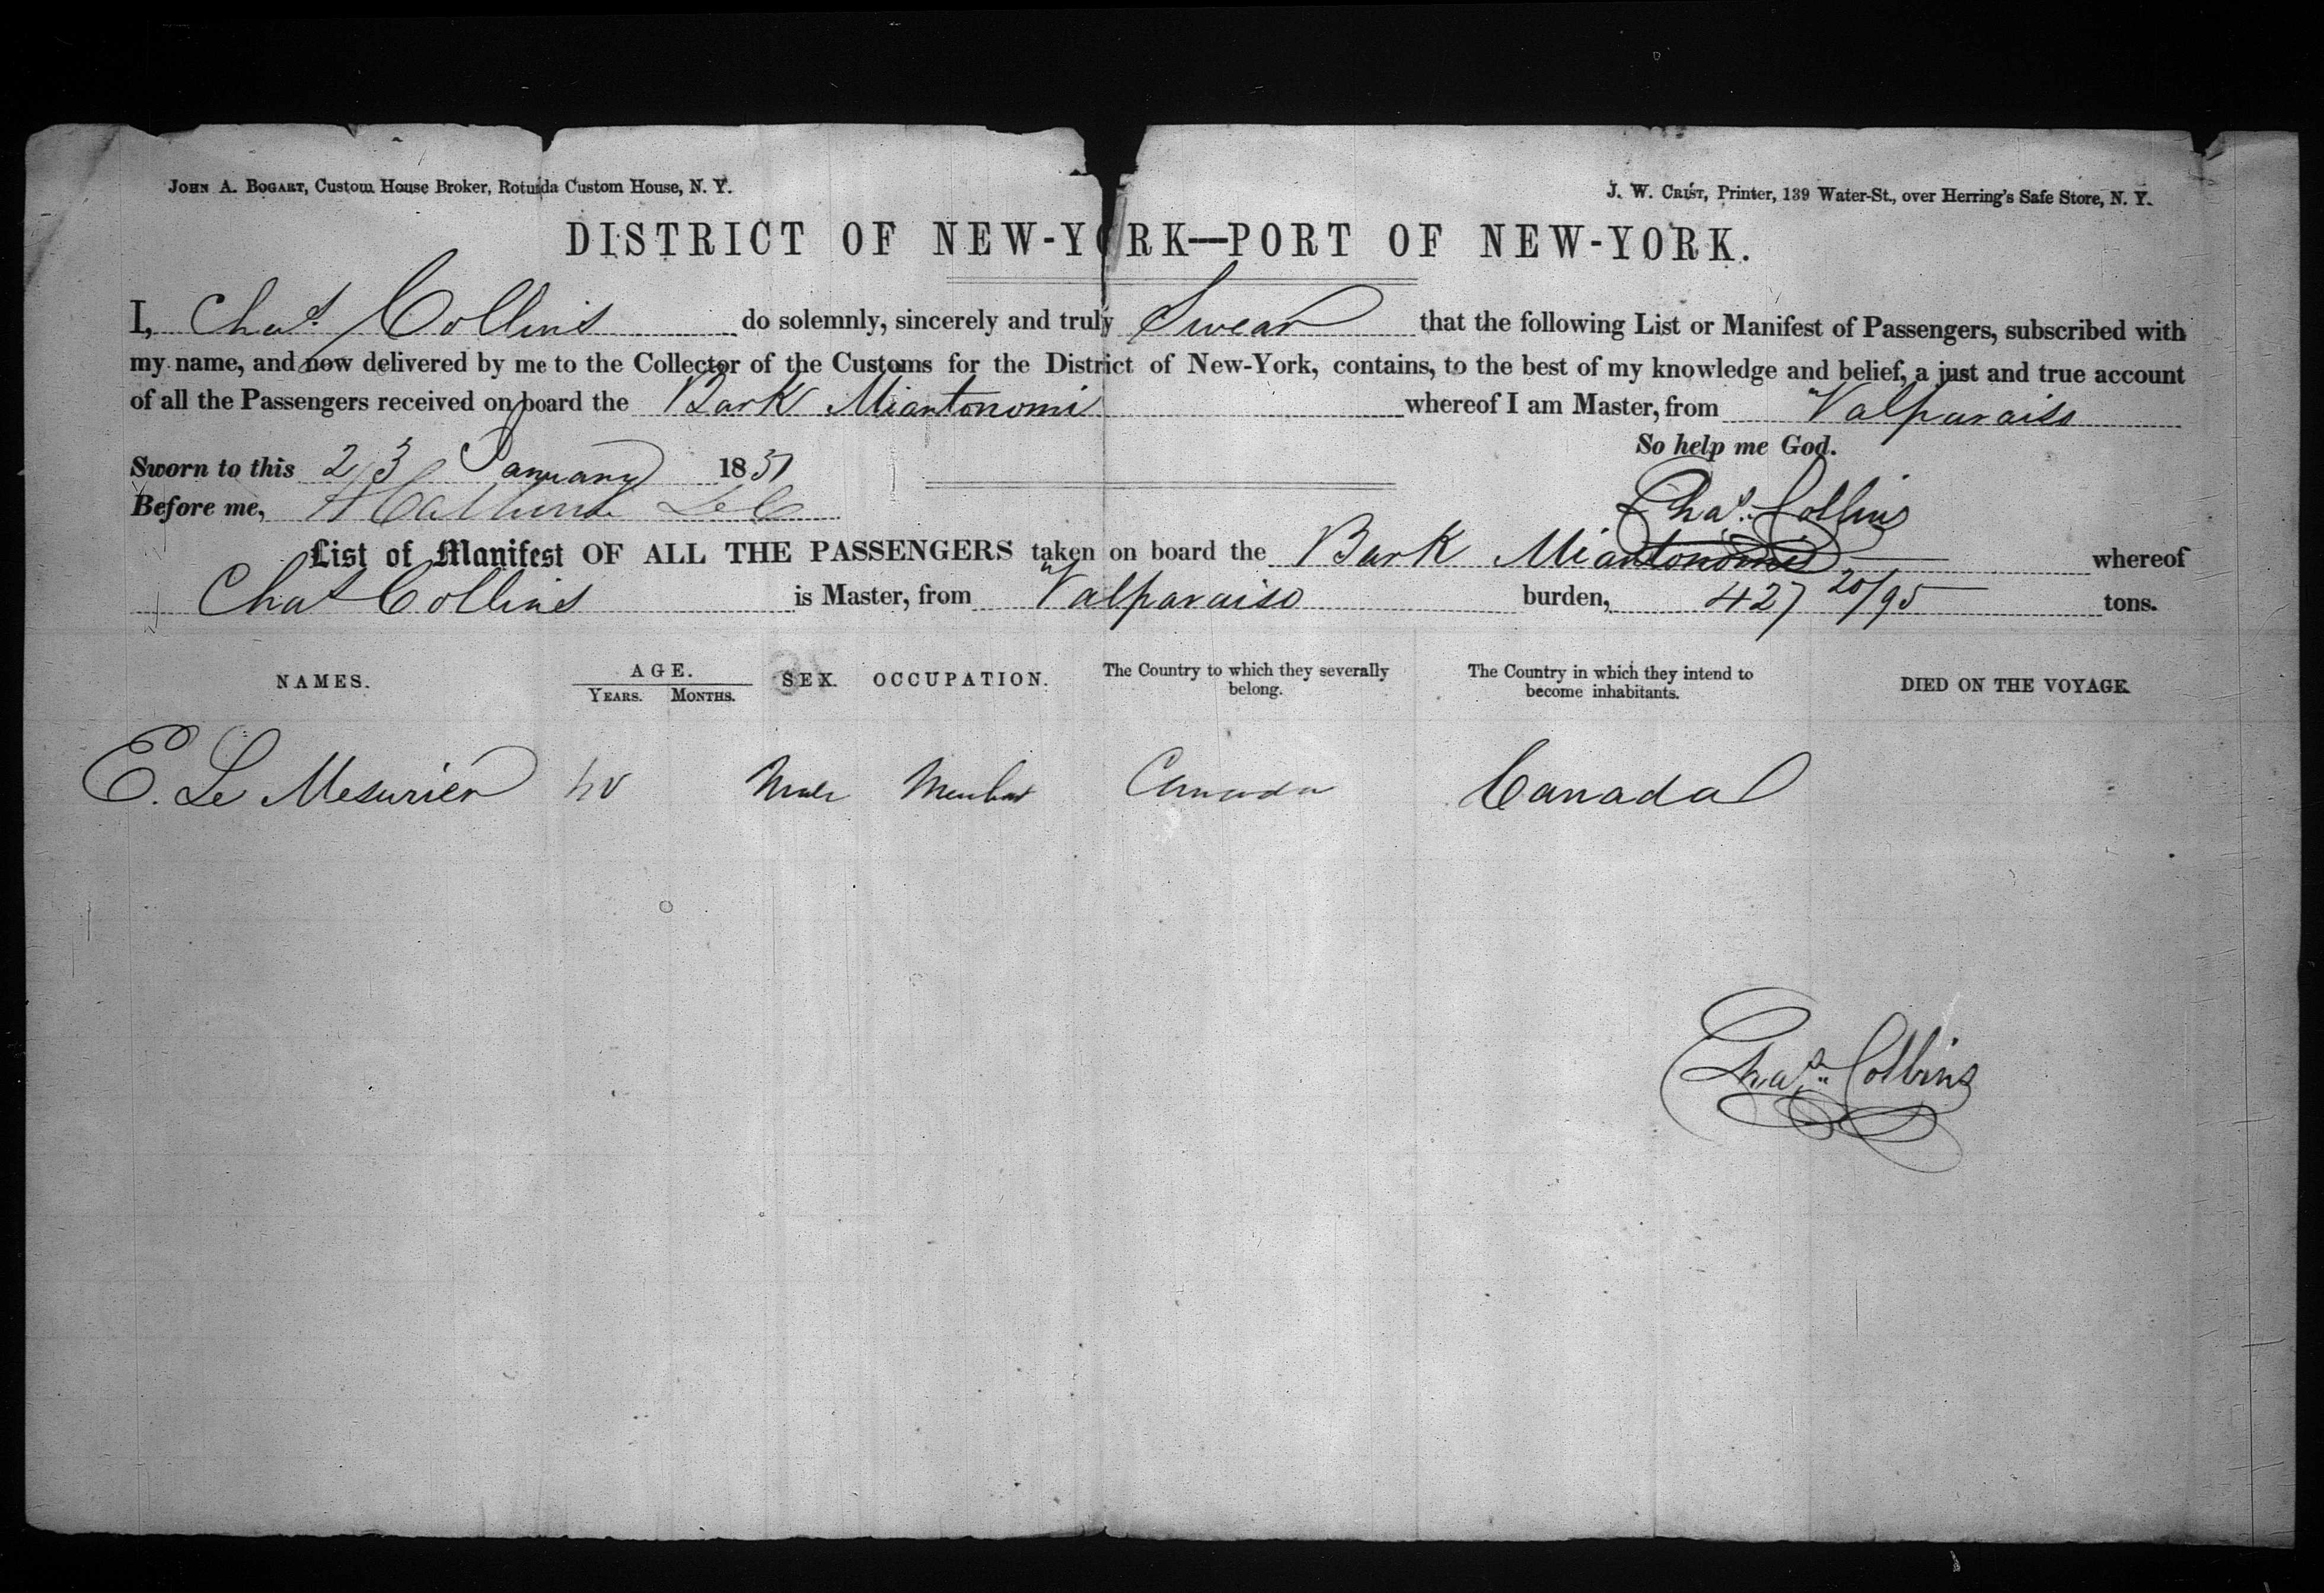 JOHN A. BOGART, Custom House Broker, Rotunda Custom House, N. Y.
J. W. CRIST, Printer, 139 Water-St., over Herring's Safe Store, N. Y.
DISTRICT OF NEW-YORK—PORT OF NEW-YORK.
I, Chas. Collins do solemnly, sincerely and truly Swear that the following List or Manifest of Passengers, subscribed with
my name, and now delivered by me to the Collector of the Customs for the District of New-York, contains, to the best of my knowledge and belief, a just and true account
of all the Passengers received on board the Bark Miantonomi whereof I am Master, from Valparaiso
So help me God.
Sworn to this 23 January 1851
Chas. Collins
Before me,
List of Manifest OF ALL THE PASSENGERS taken on board the Bark Miantonomi whereof
Chas Collins is Master, from Valparaiso burden, 427 20/95 tons.
NAMES. AGE. YEARS. MONTHS. SEX. OCCUPATION. The Country to which they severally belong. The Country in which they intend to become inhabitants. DIED ON THE VOYAGE.
E. Le Mesurier Male Merchant Canada Canada
Chas. Collins